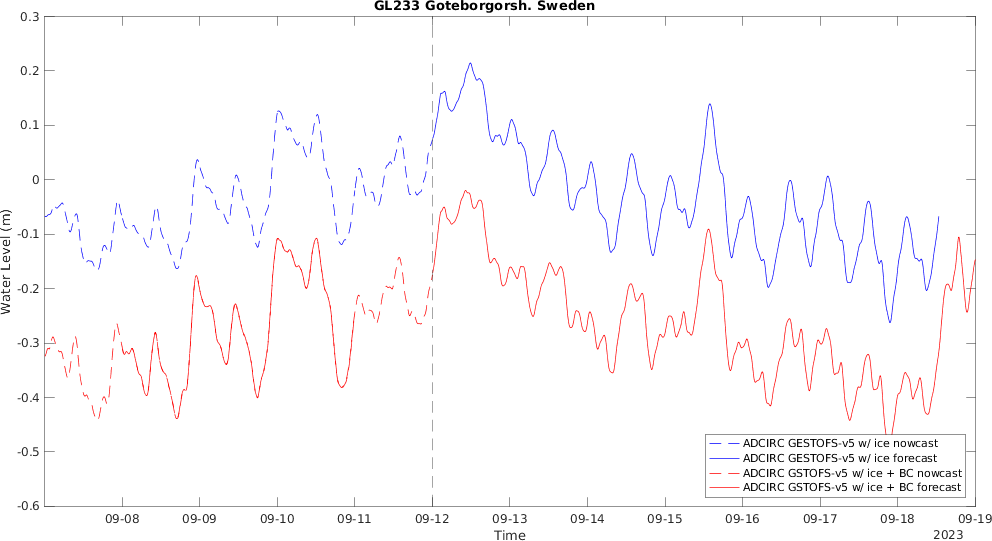 GL233 Goteborgorsh. Sweden
0.3
0.2
0.1
0
-0.1
-0.2
-0.3
-0.4
-0.5
-0.6
Water Level (m)
ADCIRC GESTOFS-v5 w/ ice nowcast
ADCIRC GESTOFS-v5 w/ ice forecast
ADCIRC GSTOFS-v5 w/ ice + BC nowcast
ADCIRC GSTOFS-v5 w/ ice + BC forecast
09-08 09-09 09-10 09-11 09-12 09-13 09-14 09-15 09-16 09-17 09-18 09-19
Time
2023